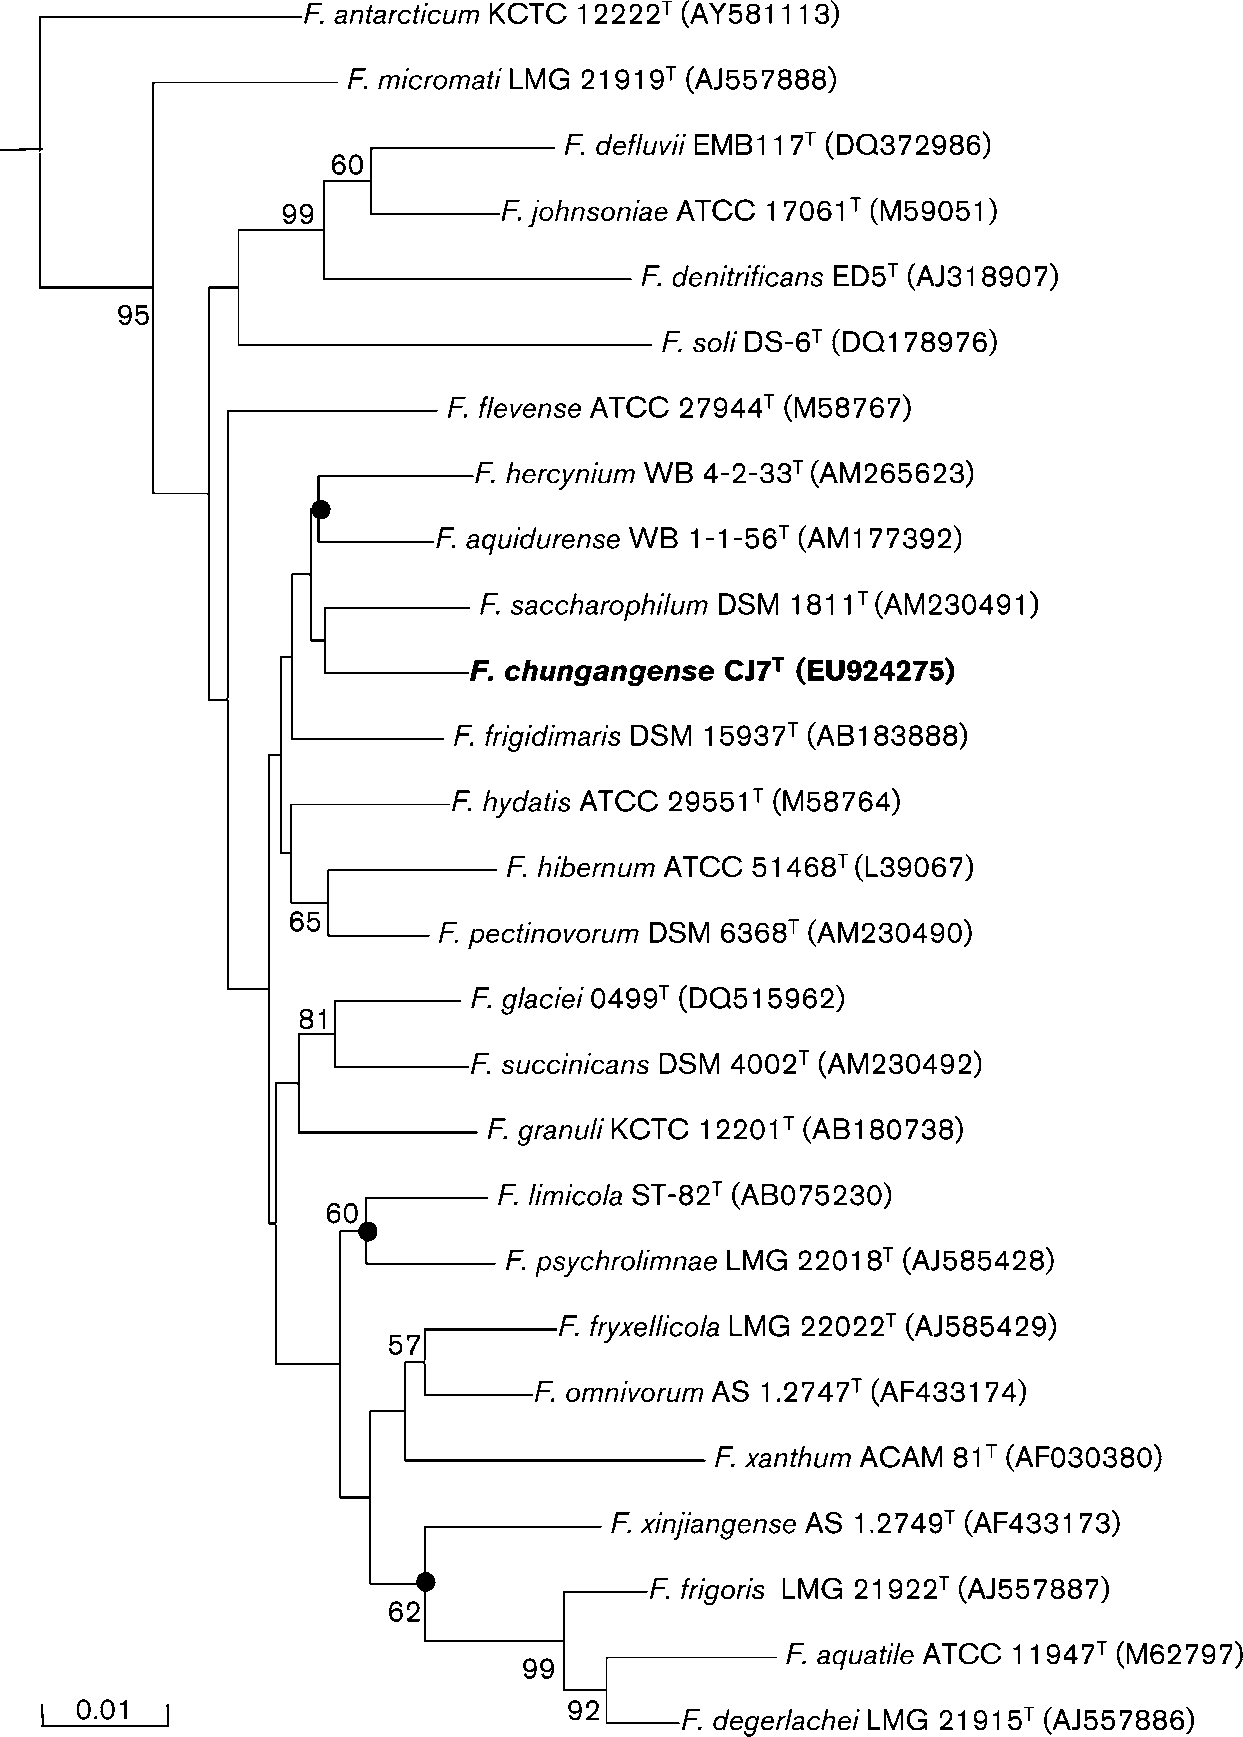 F. antarcticum KCTC 12222ᵀ (AY581113)
F. micromati LMG 21919ᵀ (AJ557888)
F. defluvii EMB117ᵀ (DQ372986)
60
F. johnsoniae ATCC 17061ᵀ (M59051)
99
F. denitrificans ED5ᵀ (AJ318907)
95
F. soli DS-6ᵀ (DQ178976)
F. flevense ATCC 27944ᵀ (M58767)
F. hercynium WB 4-2-33ᵀ (AM265623)
F. aquidurense WB 1-1-56ᵀ (AM177392)
F. saccharophilum DSM 1811ᵀ (AM230491)
F. chungangense CJ7ᵀ (EU924275)
F. frigidimaris DSM 15937ᵀ (AB183888)
F. hydatis ATCC 29551ᵀ (M58764)
F. hibernum ATCC 51468ᵀ (L39067)
65
F. pectinovorum DSM 6368ᵀ (AM230490)
F. glaciei 0499ᵀ (DQ515962)
81
F. succinicans DSM 4002ᵀ (AM230492)
F. granuli KCTC 12201ᵀ (AB180738)
F. limicola ST-82ᵀ (AB075230)
60
F. psychrolimnae LMG 22018ᵀ (AJ585428)
F. fryxellicola LMG 22022ᵀ (AJ585429)
57
F. omnivorum AS 1.2747ᵀ (AF433174)
F. xanthum ACAM 81ᵀ (AF030380)
F. xinjiangense AS 1.2749ᵀ (AF433173)
F. frigoris LMG 21922ᵀ (AJ557887)
62
F. aquatile ATCC 11947ᵀ (M62797)
99
92
F. degerlachei LMG 21915ᵀ (AJ557886)
0.01